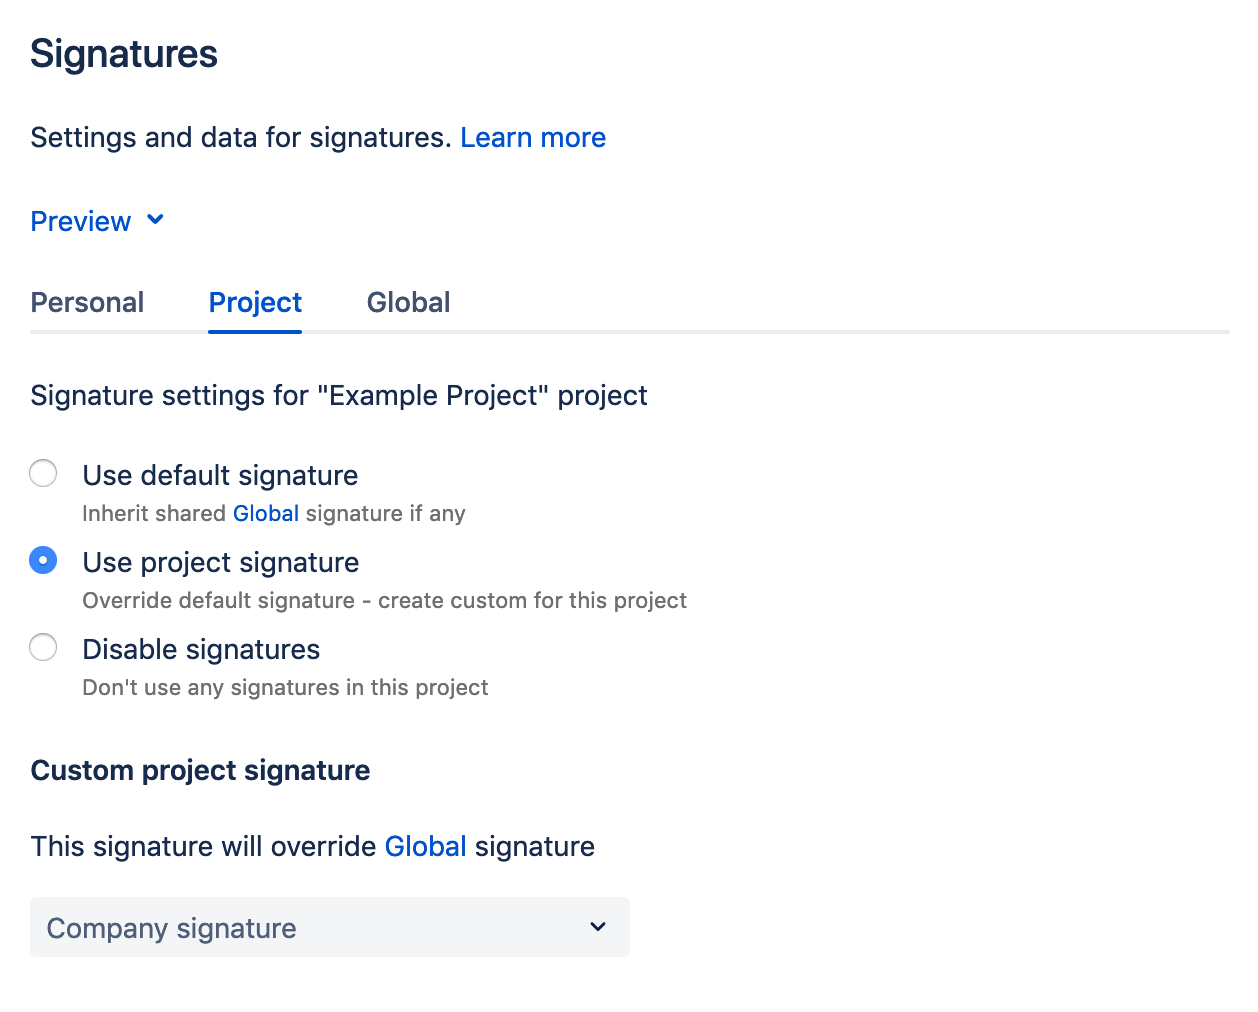 Signatures
Settings and data for signatures. Learn more
Preview
Personal Project Global
Signature settings for "Example Project" project
Use default signature
Inherit shared Global signature if any
Use project signature
Override default signature - create custom for this project
Disable signatures
Don't use any signatures in this project
Custom project signature
This signature will override Global signature
Company signature